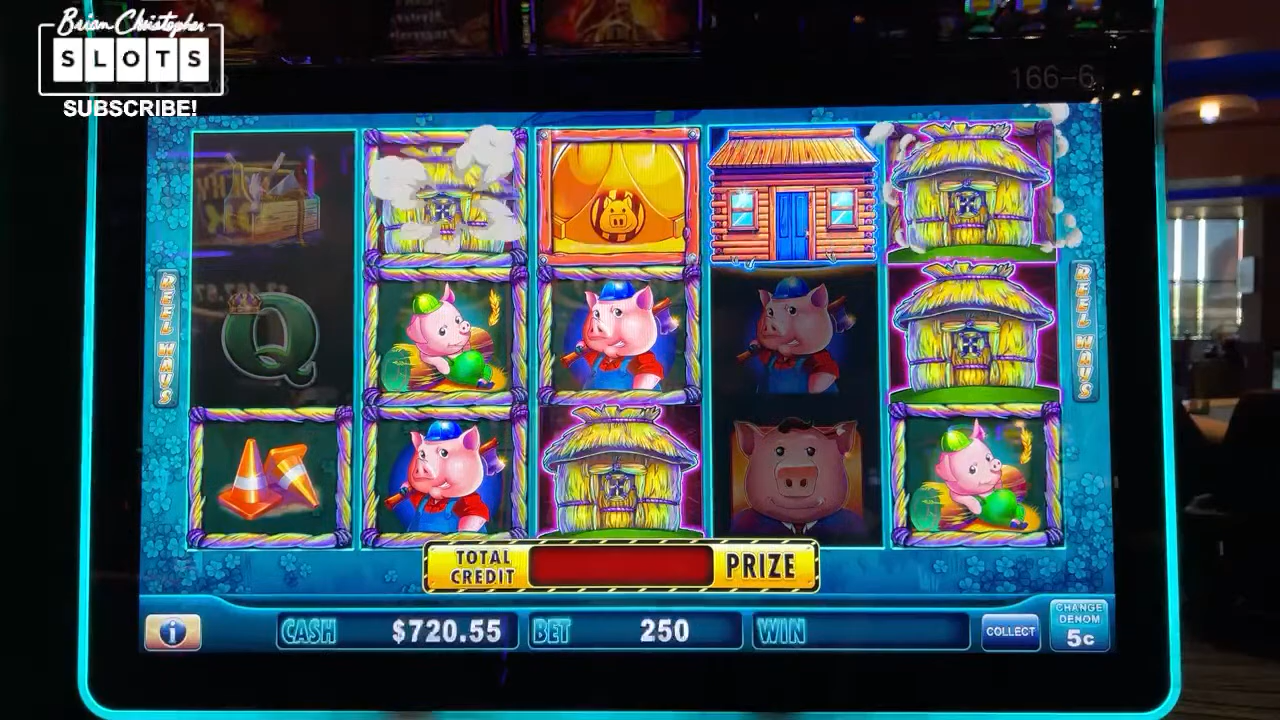 Brian Christopher
SLOTS
SUBSCRIBE!
166-6
Q
REEL WAYS
REEL WAYS
TOTAL
CREDIT
PRIZE
i
CASH $720.55
BET 250
WIN
COLLECT
CHANGE
DENOM
5¢